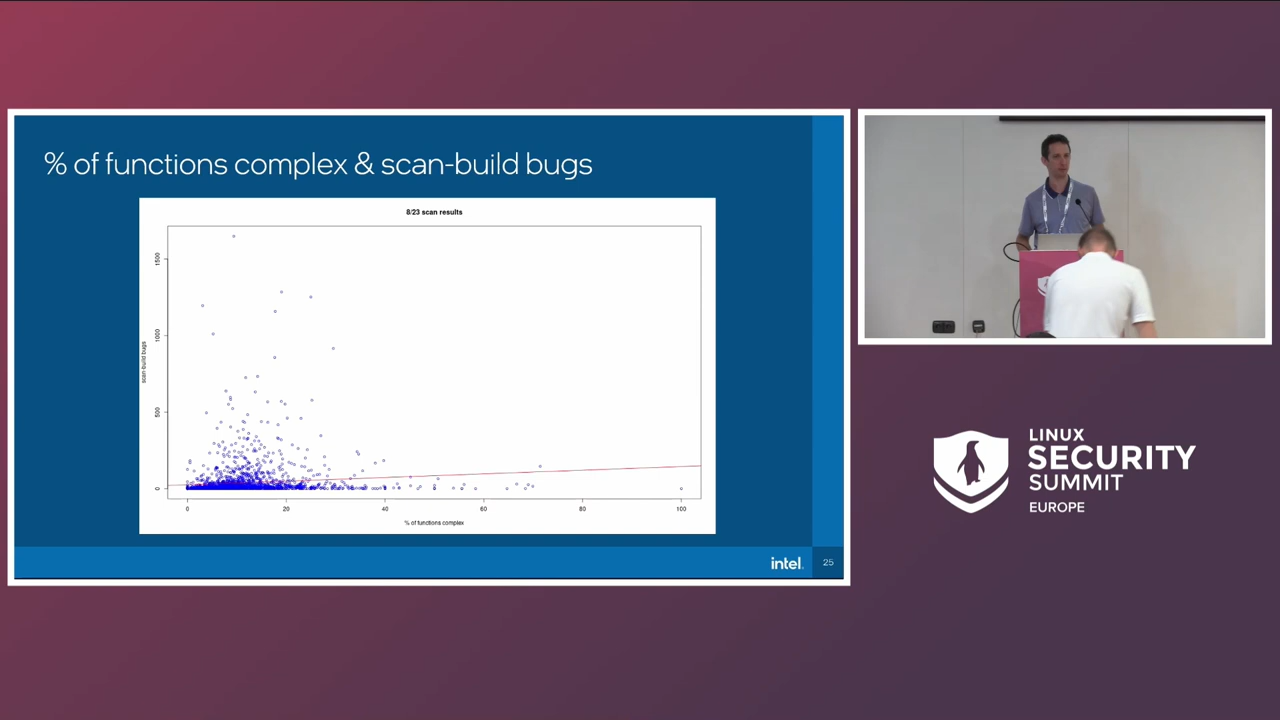 % of functions complex & scan-build bugs
8/23 scan results
scan-build bugs
1500
1000
500
0
0 20 40 60 80 100
% of functions complex
intel.
25
LINUX
SECURITY
SUMMIT
EUROPE